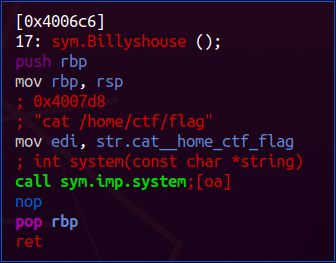 [0x4006c6]
17: sym.Billyshouse ();
push rbp
mov rbp, rsp
; 0x4007d8
; "cat /home/ctf/flag"
mov edi, str.cat__home_ctf_flag
; int system(const char *string)
call sym.imp.system;[oa]
nop
pop rbp
ret